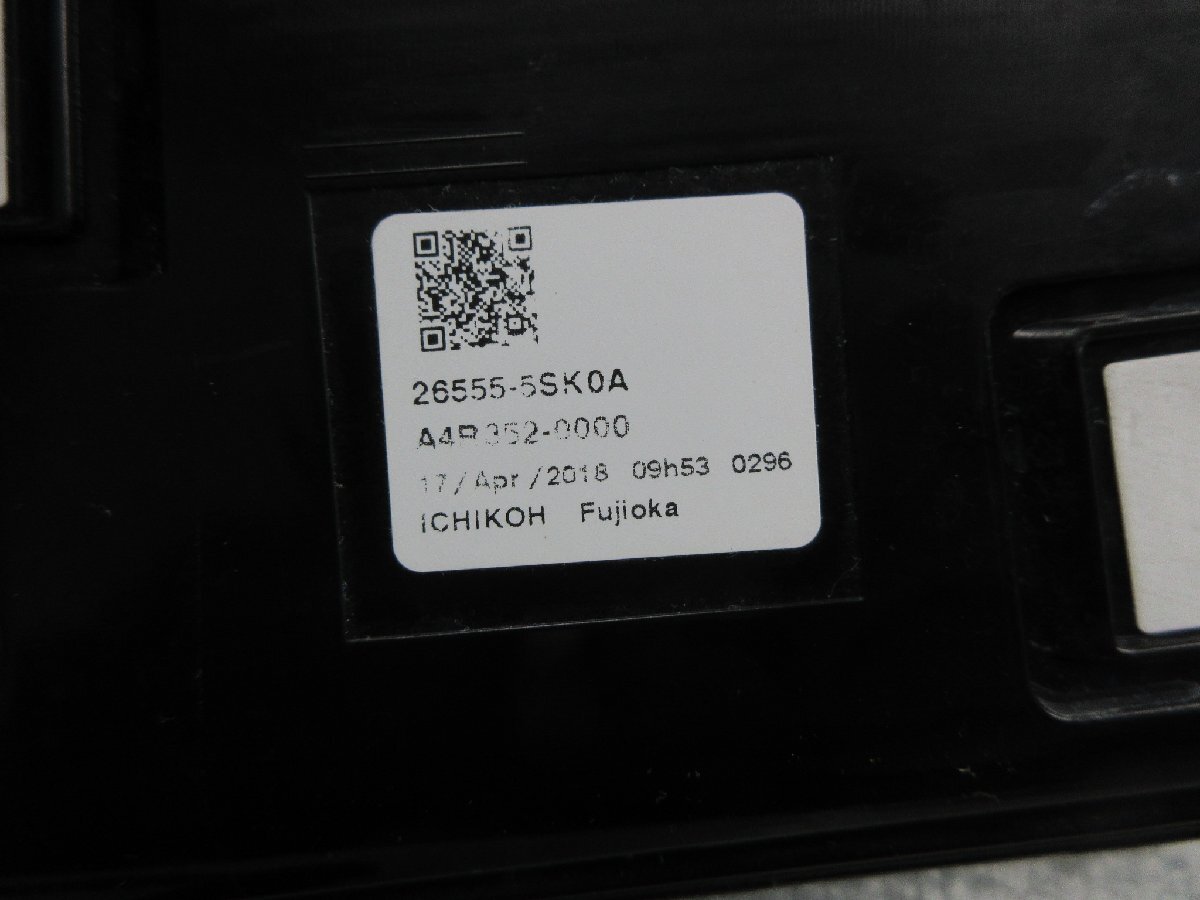 26555-5SK0A
A4R352-0000
17/Apr/2018 09h53 0296
ICHIKOH Fujioka